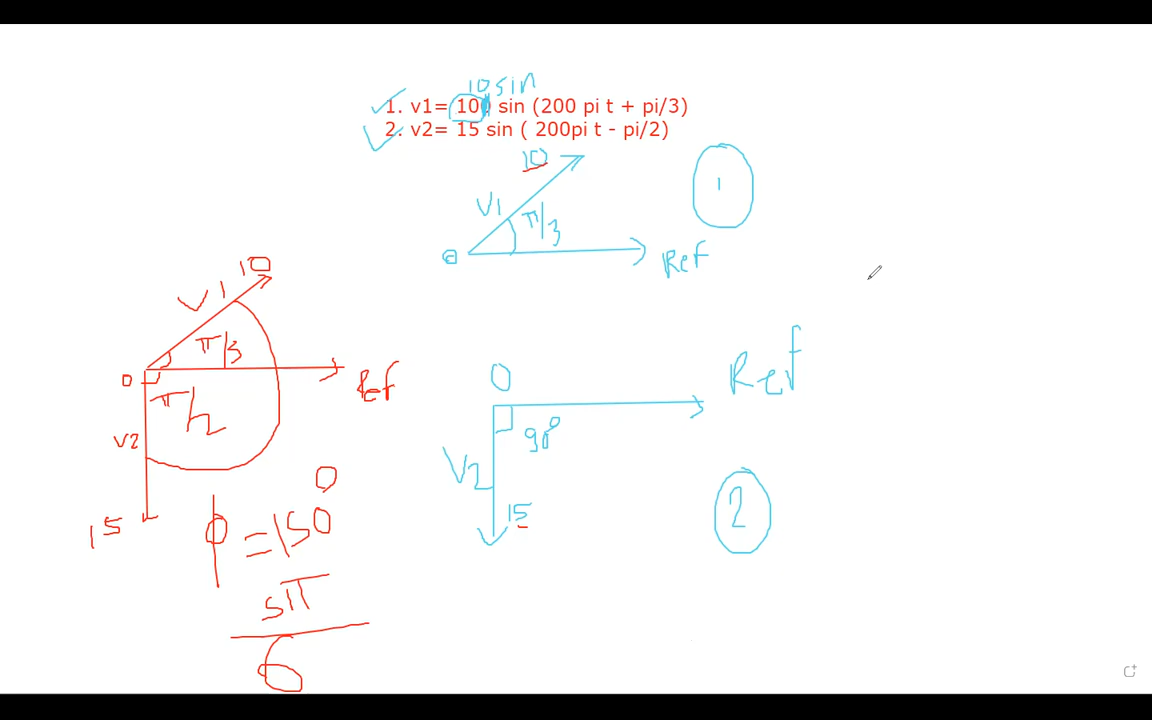 10 sin
1. v1= 100 sin (200 pi t + pi/3)
2. v2= 15 sin ( 200pi t - pi/2)
10
V1
π/3
0
Ref
1
10
V1
π/3
0
Ref
π/2
V2
15
0
Ref
90°
V2
15
2
ϕ = 150°
5π
6